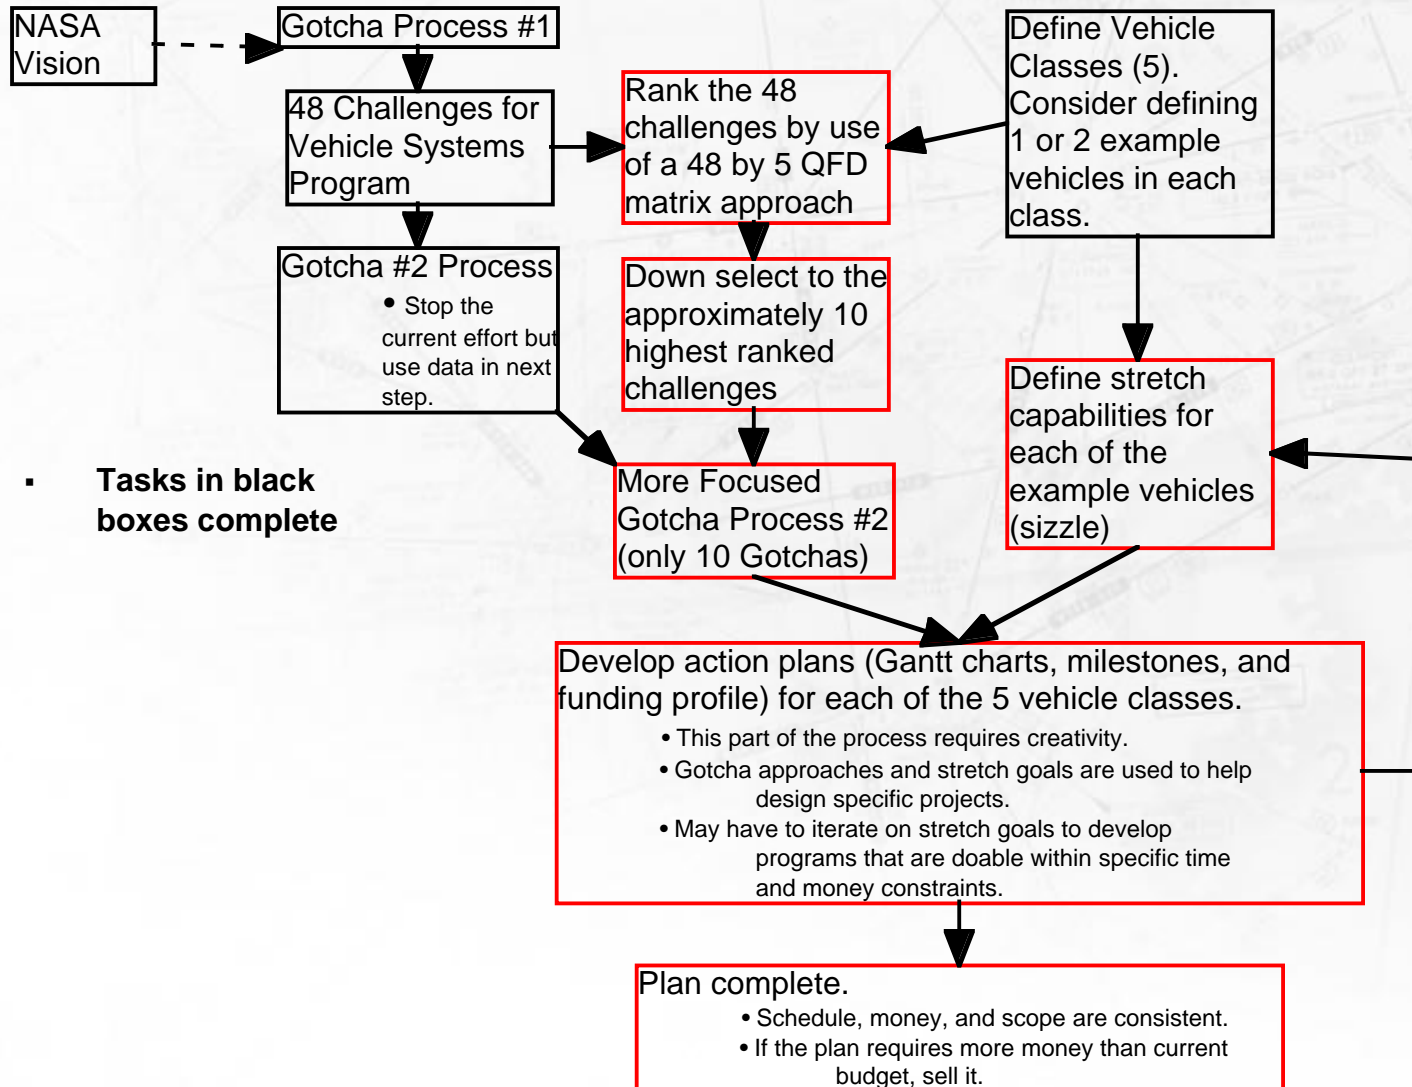 NASA
Vision
Gotcha Process #1
48 Challenges for
Vehicle Systems
Program
Gotcha #2 Process
• Stop the
current effort but
use data in next
step.
Rank the 48
challenges by use
of a 48 by 5 QFD
matrix approach
Down select to the
approximately 10
highest ranked
challenges
More Focused
Gotcha Process #2
(only 10 Gotchas)
Define Vehicle
Classes (5).
Consider defining
1 or 2 example
vehicles in each
class.
Define stretch
capabilities for
each of the
example vehicles
(sizzle)
▪ Tasks in black
boxes complete
Develop action plans (Gantt charts, milestones, and
funding profile) for each of the 5 vehicle classes.
• This part of the process requires creativity.
• Gotcha approaches and stretch goals are used to help
design specific projects.
• May have to iterate on stretch goals to develop
programs that are doable within specific time
and money constraints.
Plan complete.
• Schedule, money, and scope are consistent.
• If the plan requires more money than current
budget, sell it.